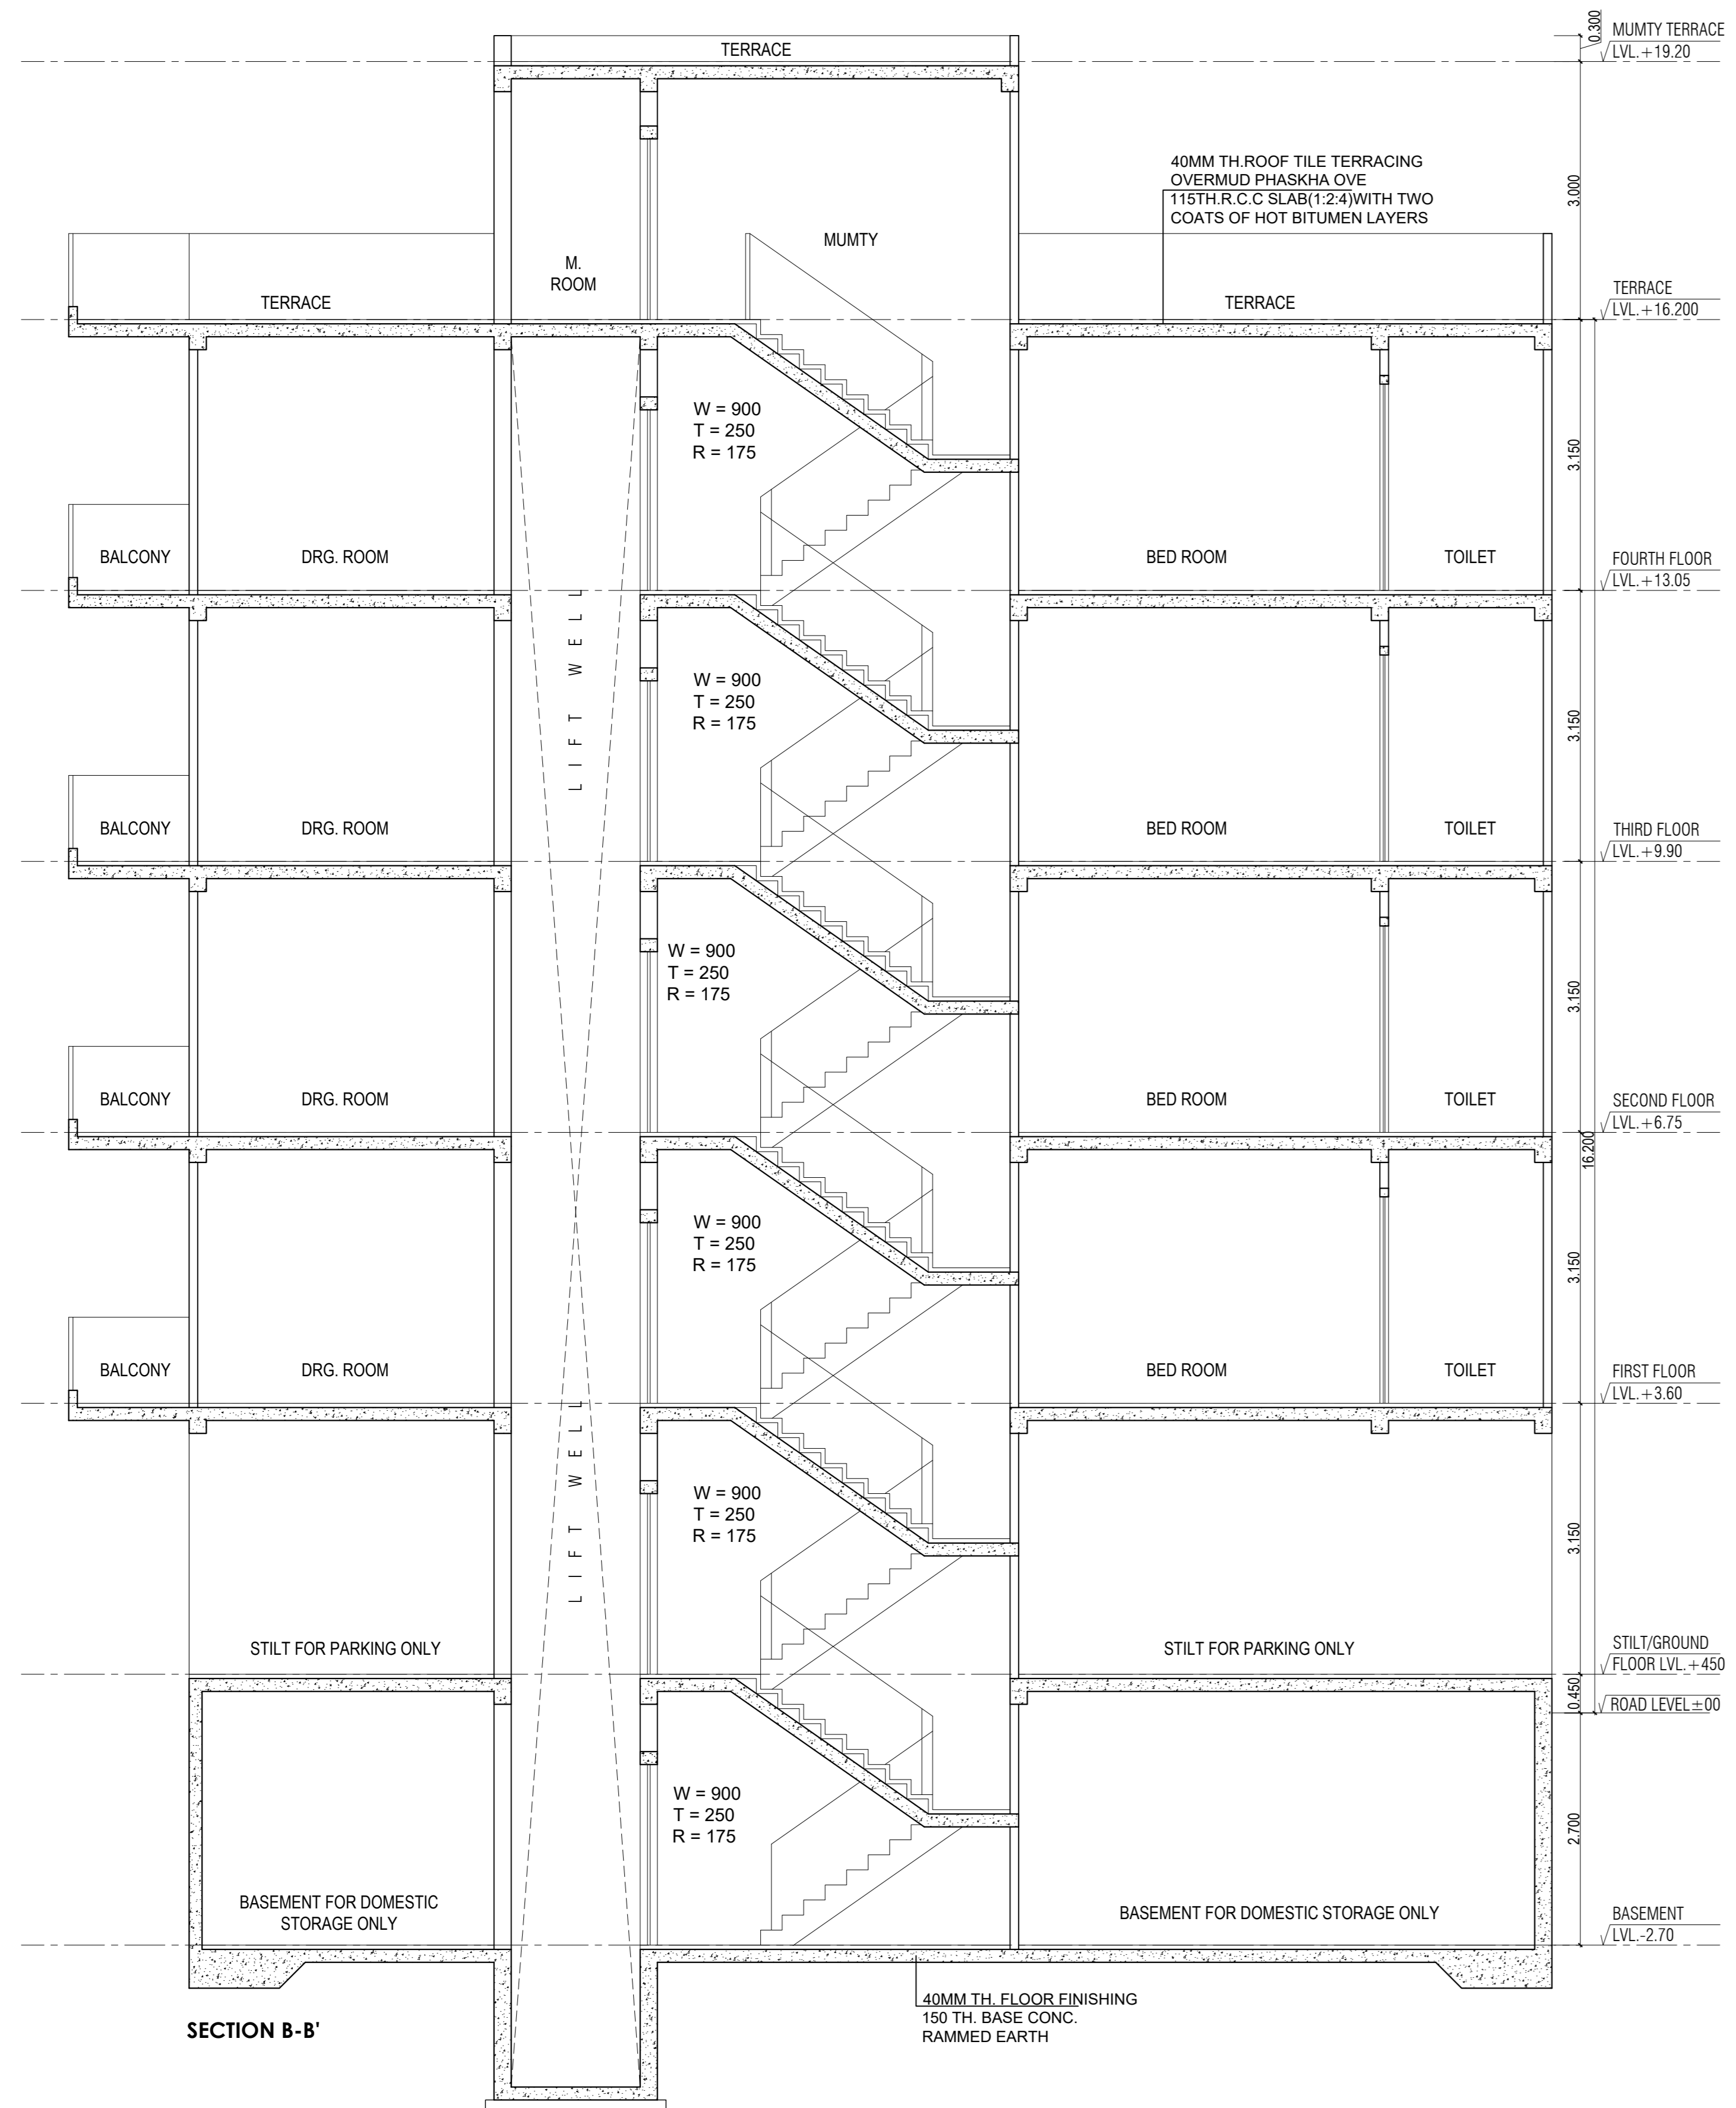 TERRACE
0.300
MUMTY TERRACE
LVL.+19.20
40MM TH.ROOF TILE TERRACING
OVERMUD PHASKHA OVE
115TH.R.C.C SLAB(1:2:4)WITH TWO
COATS OF HOT BITUMEN LAYERS
3.000
MUMTY
M.
ROOM
TERRACE
TERRACE
TERRACE
LVL.+16.200
W = 900
T = 250
R = 175
3.150
BALCONY
DRG. ROOM
BED ROOM
TOILET
FOURTH FLOOR
LVL.+13.05
LIFT WELL
W = 900
T = 250
R = 175
3.150
BALCONY
DRG. ROOM
BED ROOM
TOILET
THIRD FLOOR
LVL.+9.90
W = 900
T = 250
R = 175
3.150
BALCONY
DRG. ROOM
BED ROOM
TOILET
SECOND FLOOR
LVL.+6.75
16.200
W = 900
T = 250
R = 175
3.150
BALCONY
DRG. ROOM
BED ROOM
TOILET
FIRST FLOOR
LVL.+3.60
LIFT WELL
W = 900
T = 250
R = 175
3.150
STILT FOR PARKING ONLY
STILT FOR PARKING ONLY
STILT/GROUND
FLOOR LVL.+450
0.450
ROAD LEVEL±00
W = 900
T = 250
R = 175
2.700
BASEMENT FOR DOMESTIC
STORAGE ONLY
BASEMENT FOR DOMESTIC STORAGE ONLY
BASEMENT
LVL.-2.70
40MM TH. FLOOR FINISHING
150 TH. BASE CONC.
RAMMED EARTH
SECTION B-B'